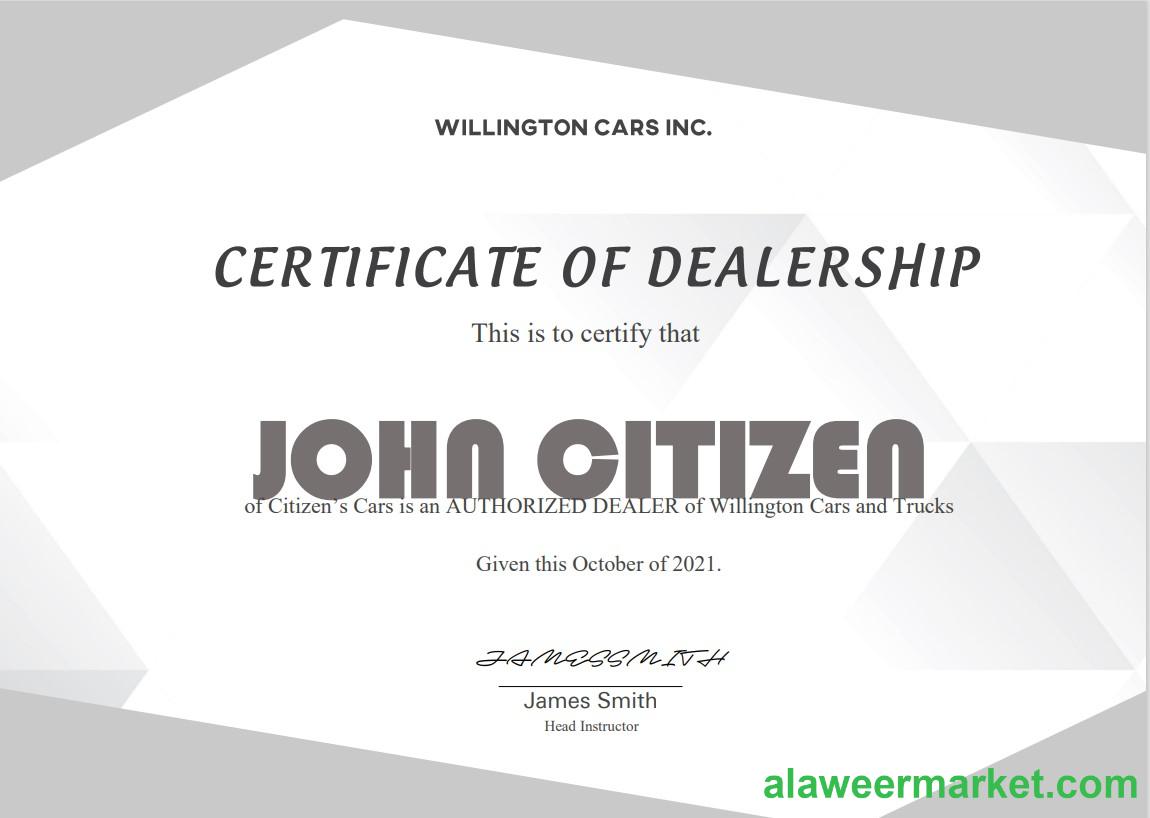 WILLINGTON CARS INC.
CERTIFICATE OF DEALERSHIP
This is to certify that
JOHN CITIZEN
of Citizen’s Cars is an AUTHORIZED DEALER of Willington Cars and Trucks
Given this October of 2021.
JAMESSMITH
James Smith
Head Instructor
alaweermarket.com